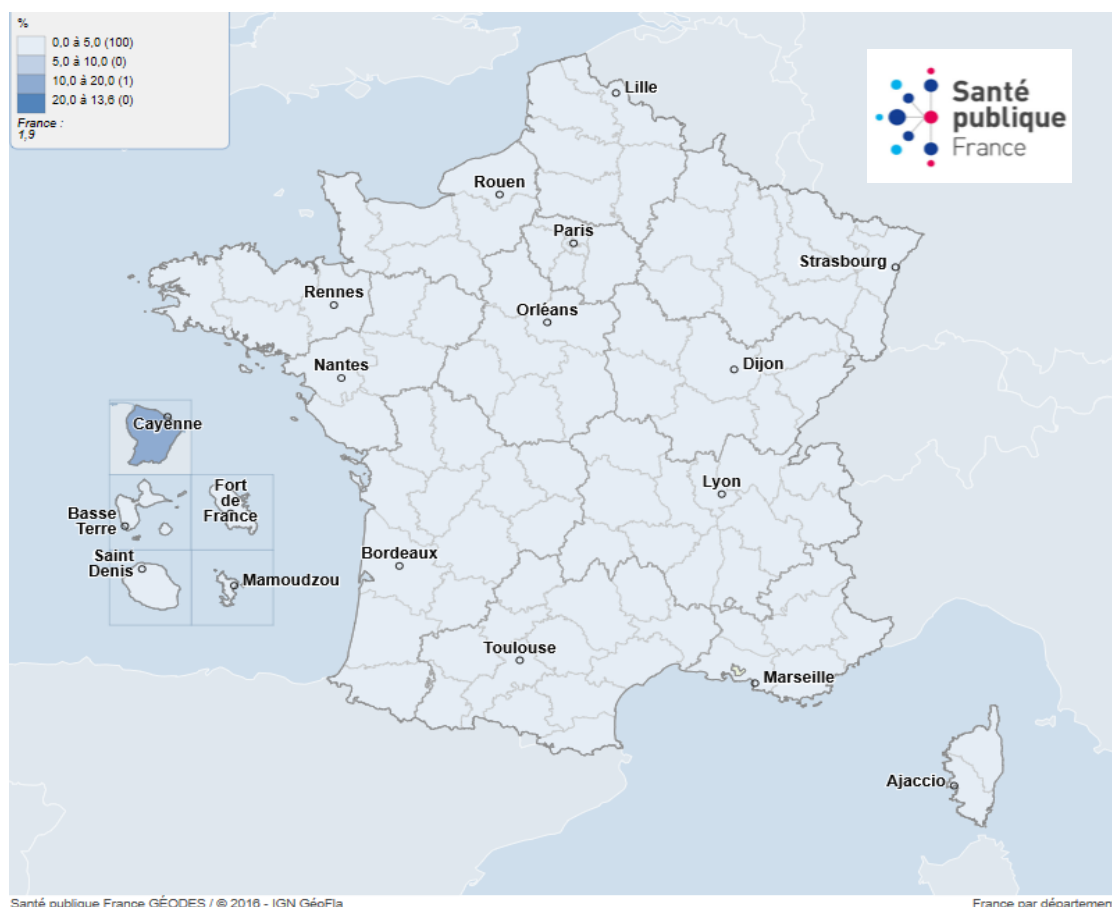 %
0,0 à 5,0 (100)
5,0 à 10,0 (0)
10,0 à 20,0 (1)
20,0 à 13,6 (0)
France :
1,9
Lille
Santé
publique
France
Rouen
Paris
Strasbourg
Rennes
Orléans
Nantes
Dijon
Cayenne
Lyon
Fort
de
France
Basse
Terre
Saint
Denis
Mamoudzou
Bordeaux
Toulouse
Marseille
Ajaccio
Santé publique France GÉODES / © 2016 - IGN GéoFla
France par départemen